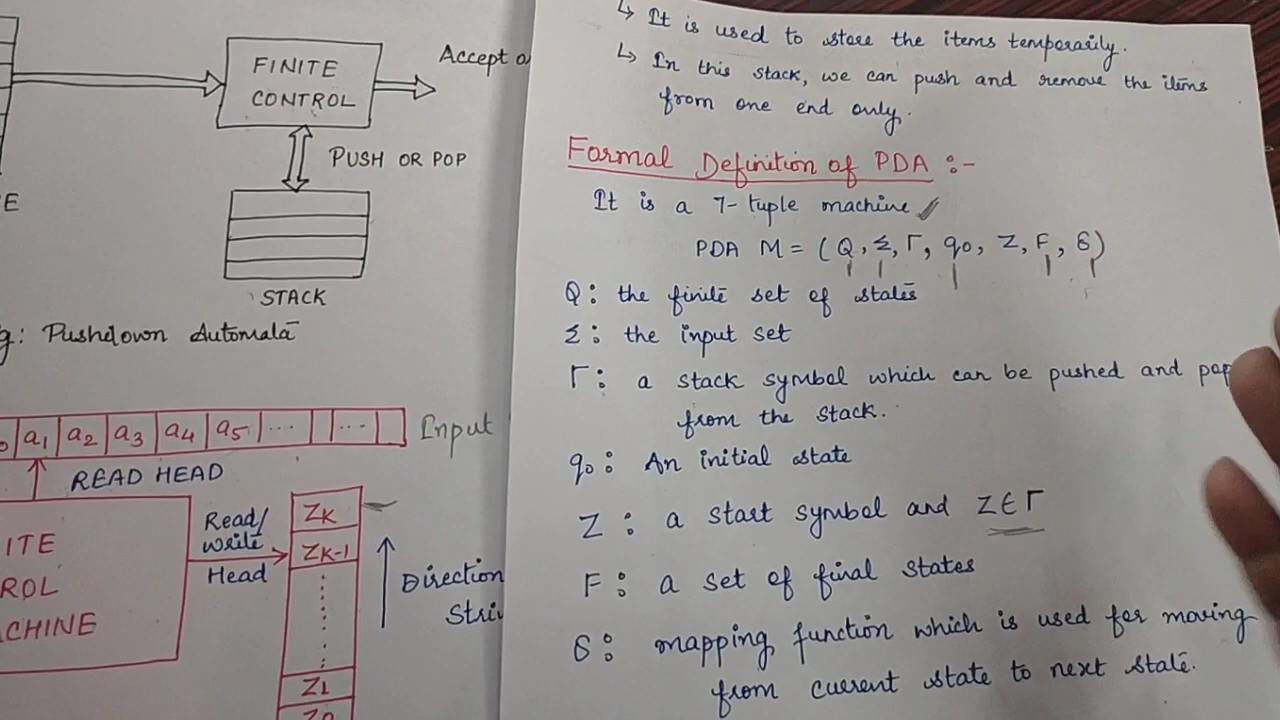 FINITE
CONTROL
Accept o
PUSH OR POP
E
STACK
g: Pushdown Automata
a1 a2 a3 a4 a5 ... ...
Input
READ HEAD
ITE
ROL
CHINE
Read/
write
Head
ZK
ZK-1
Z1
Z0
Direction
Stri
↳ It is used to store the items temporarily.
↳ In this stack, we can push and remove the items
from one end only.
Formal Definition of PDA :-
It is a 7-tuple machine
PDA M = (Q, Σ, Γ, q0, Z, F, δ)
Q: the finite set of states
Σ: the input set
Γ: a stack symbol which can be pushed and pop
from the stack.
q0: An initial state
Z: a start symbol and Z∈Γ
F: a set of final states
δ: mapping function which is used for moving
from current state to next state.